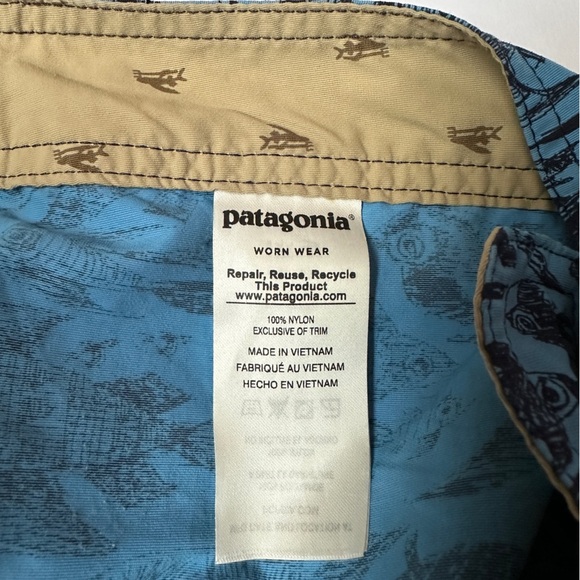 patagonia®
WORN WEAR
Repair, Reuse, Recycle
This Product
www.patagonia.com
100% NYLON
EXCLUSIVE OF TRIM
MADE IN VIETNAM
FABRIQUÉ AU VIETNAM
HECHO EN VIETNAM